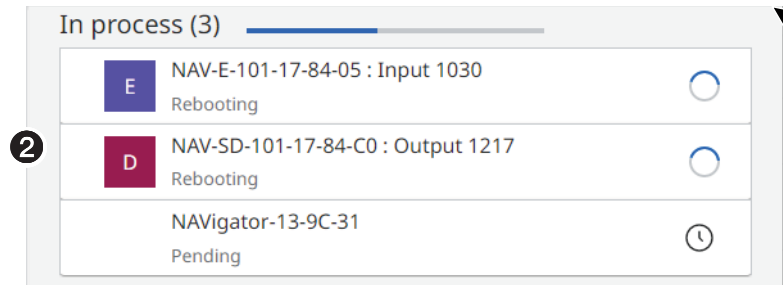 In process (3)
E
NAV-E-101-17-84-05 : Input 1030
Rebooting
2
D
NAV-SD-101-17-84-C0 : Output 1217
Rebooting
NAVigator-13-9C-31
Pending